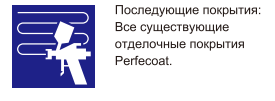 Последующие покрытия:
Все существующие
отделочные покрытия
Perfecoat.